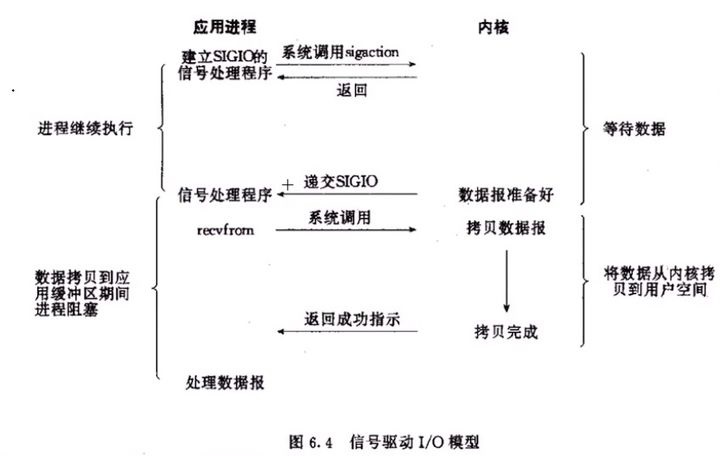 应用进程
内核
建立SIGIO的
信号处理程序
系统调用sigaction
返回
进程继续执行
等待数据
递交SIGIO
信号处理程序
数据报准备好
recvfrom
系统调用
拷贝数据报
数据拷贝到应
用缓冲区期间
进程阻塞
将数据从内核拷
贝到用户空间
返回成功指示
拷贝完成
处理数据报
图 6.4 信号驱动 I/O 模型